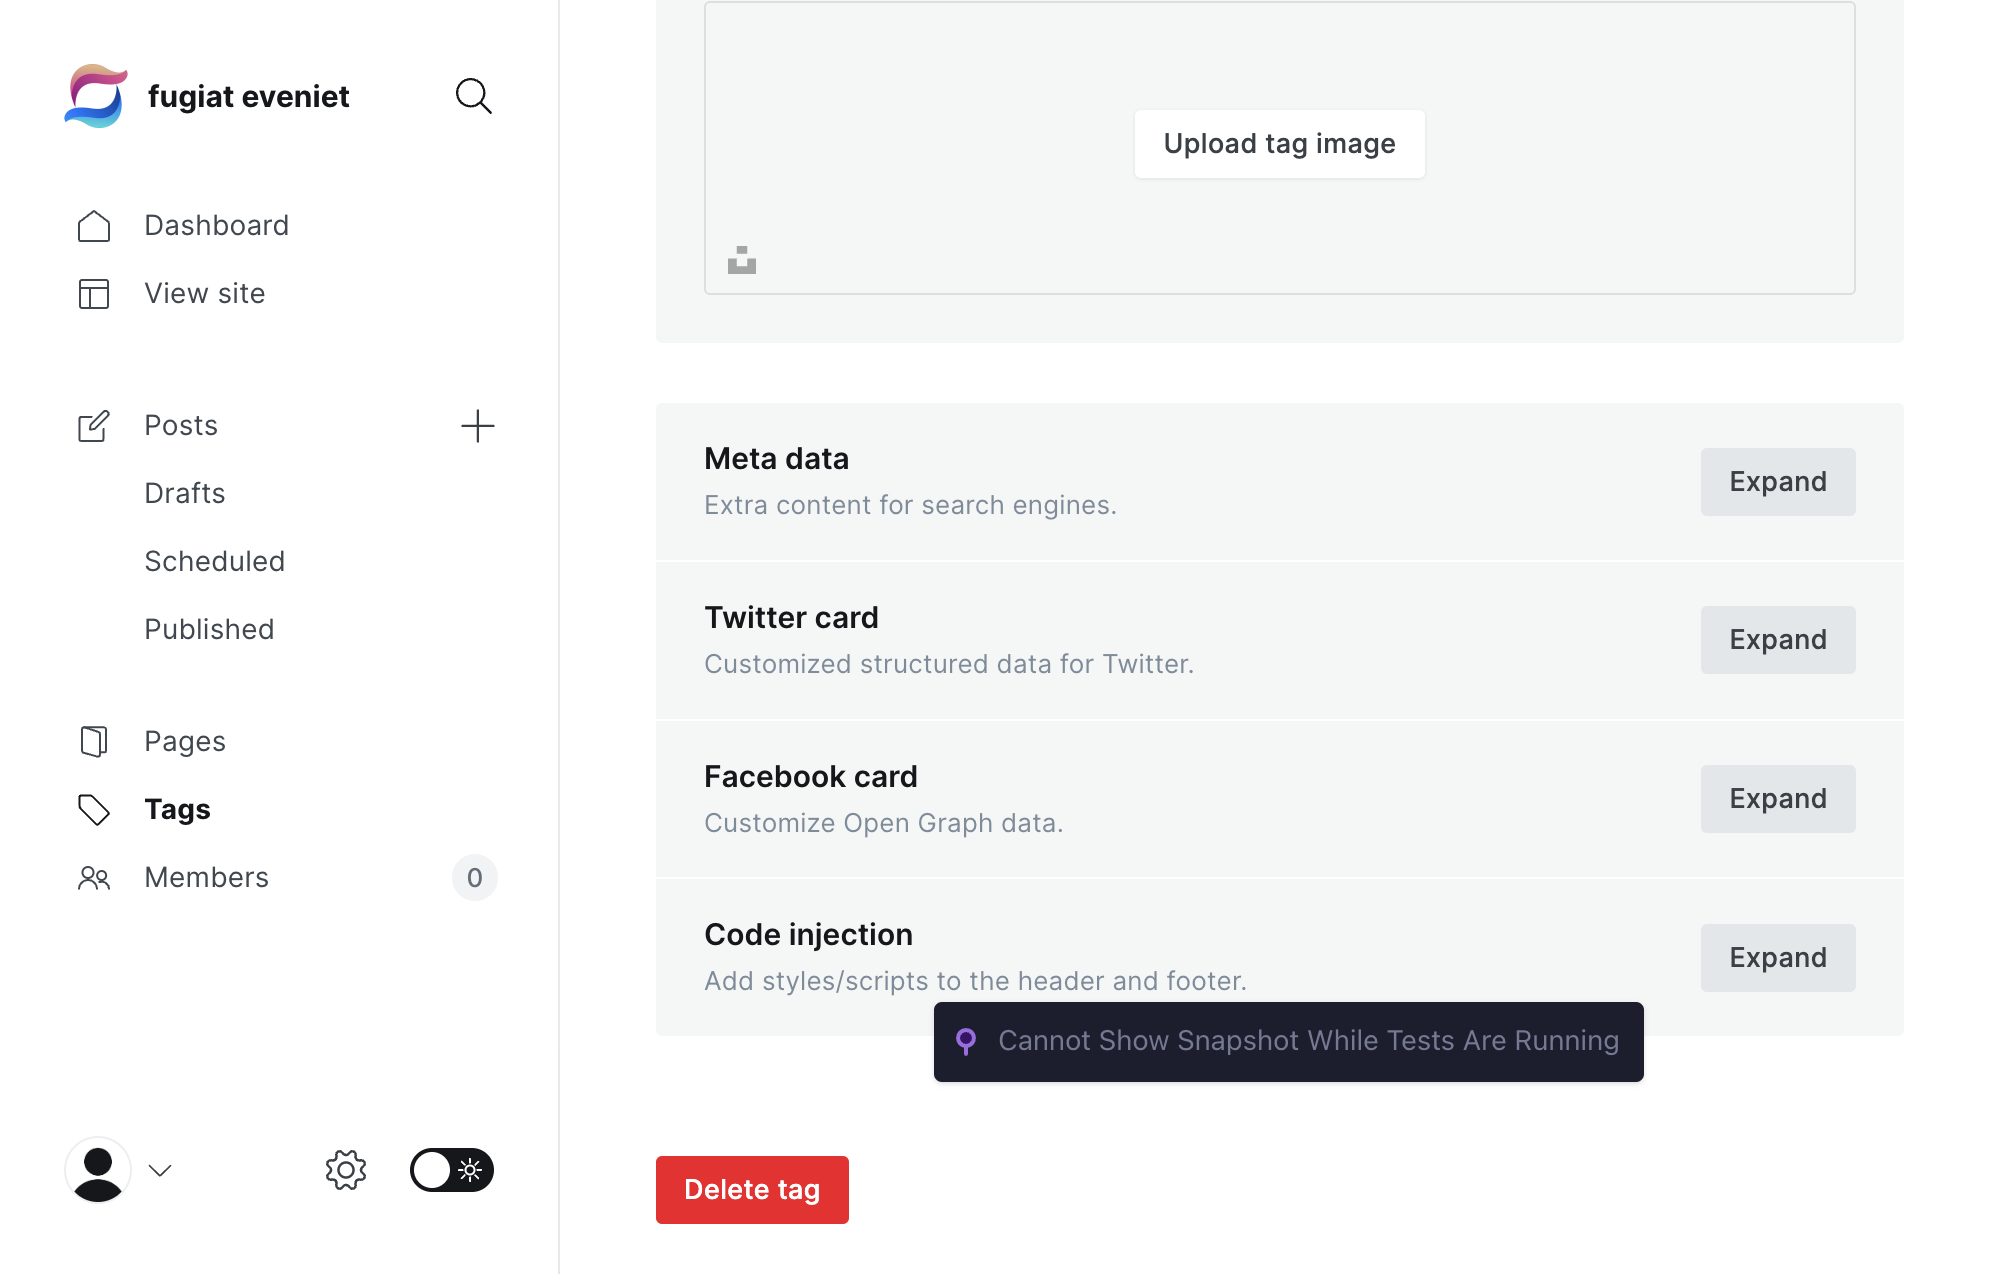 fugiat eveniet
Dashboard
View site
Posts
Drafts
Scheduled
Published
Pages
Tags
Members
0
Upload tag image
Meta data
Extra content for search engines.
Expand
Twitter card
Customized structured data for Twitter.
Expand
Facebook card
Customize Open Graph data.
Expand
Code injection
Add styles/scripts to the header and footer.
Expand
Cannot Show Snapshot While Tests Are Running
Delete tag